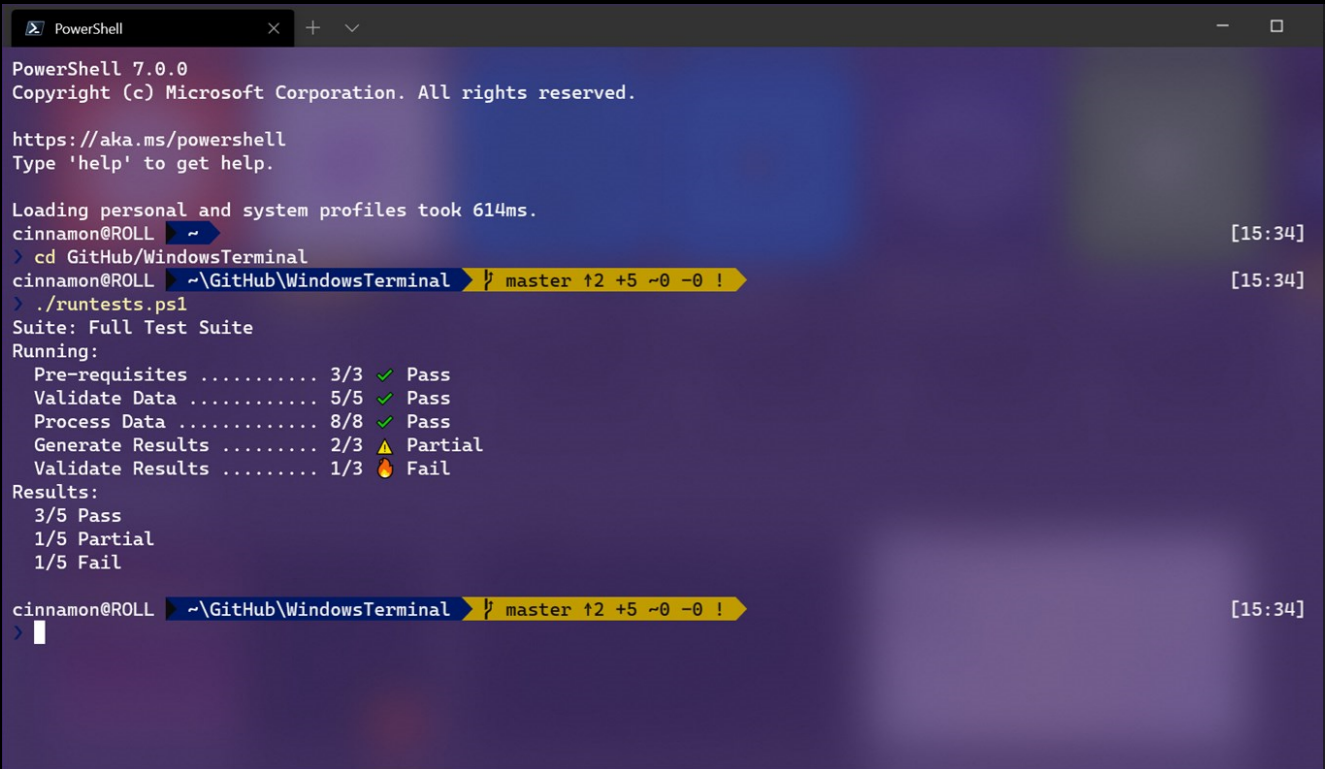 PowerShell
PowerShell 7.0.0
Copyright (c) Microsoft Corporation. All rights reserved.
https://aka.ms/powershell
Type 'help' to get help.
Loading personal and system profiles took 614ms.
cinnamon@ROLL ~ [15:34]
❯ cd GitHub/WindowsTerminal
cinnamon@ROLL ~\GitHub\WindowsTerminal master ↑2 +5 ~0 -0 ! [15:34]
❯ ./runtests.ps1
Suite: Full Test Suite
Running:
Pre-requisites ........... 3/3 ✓ Pass
Validate Data ............ 5/5 ✓ Pass
Process Data ............. 8/8 ✓ Pass
Generate Results ......... 2/3 ⚠ Partial
Validate Results ......... 1/3 🔥 Fail
Results:
3/5 Pass
1/5 Partial
1/5 Fail
cinnamon@ROLL ~\GitHub\WindowsTerminal master ↑2 +5 ~0 -0 ! [15:34]
❯